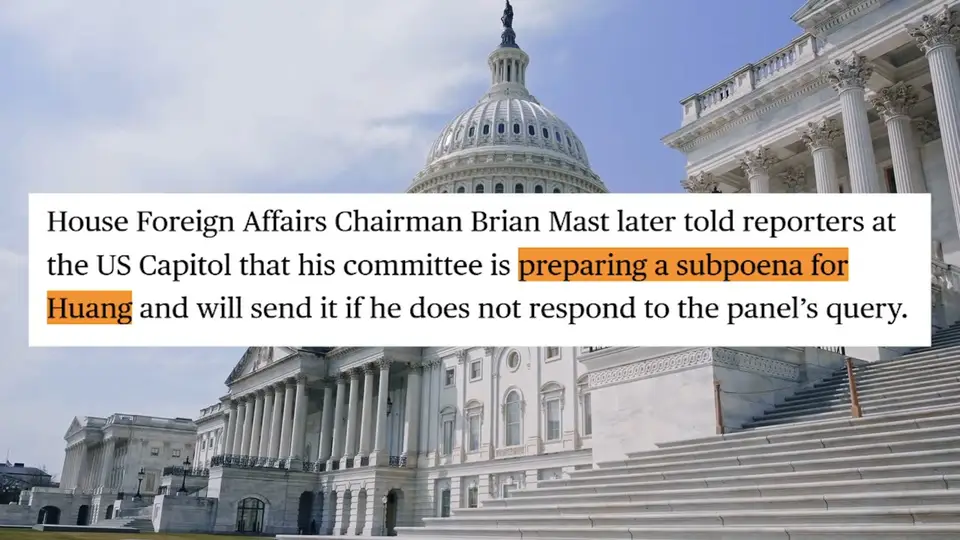 House Foreign Affairs Chairman Brian Mast later told reporters at
the US Capitol that his committee is preparing a subpoena for
Huang and will send it if he does not respond to the panel’s query.